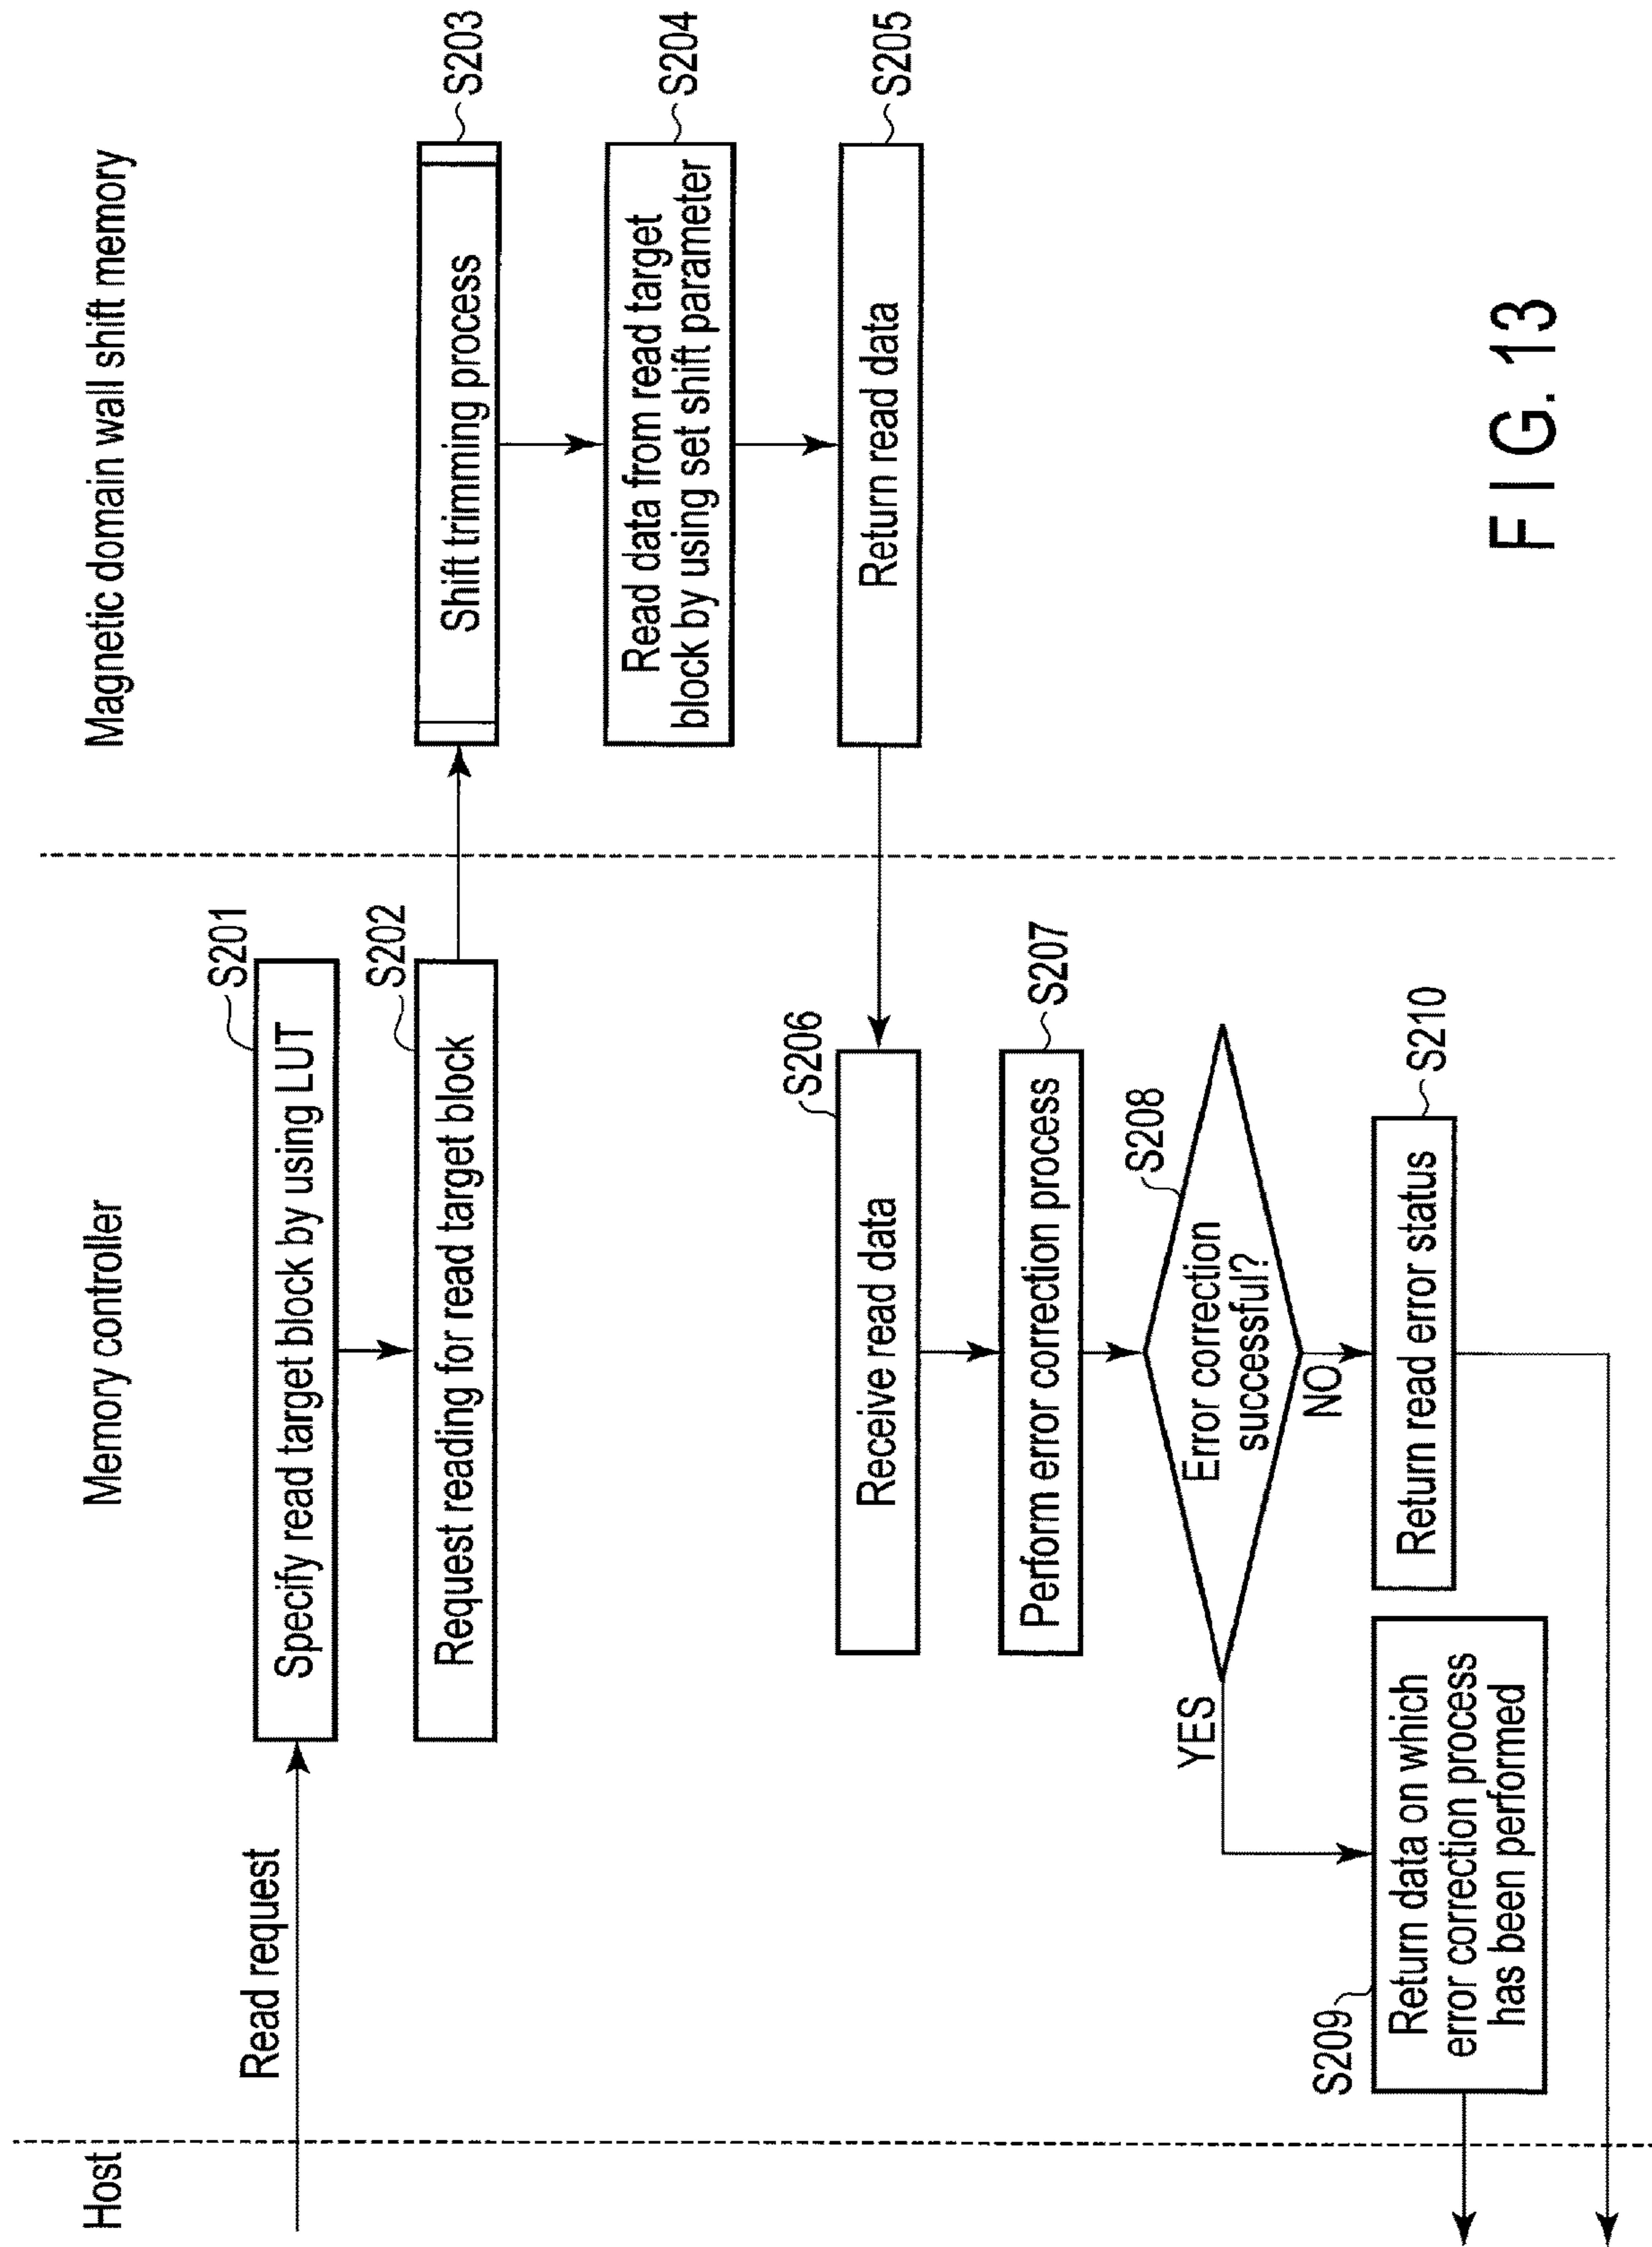 Host
Memory controller
Magnetic domain wall shift memory
Read request
S201
Specify read target block by using LUT
S202
Request reading for read target block
Shift trimming process
S203
Read data from read target
block by using set shift parameter
S204
Return read data
S205
S206
Receive read data
Perform error correction process
S207
S208
Error correction
successful?
YES
NO
S209
Return data on which
error correction process
has been performed
Return read error status
S210
FIG. 13